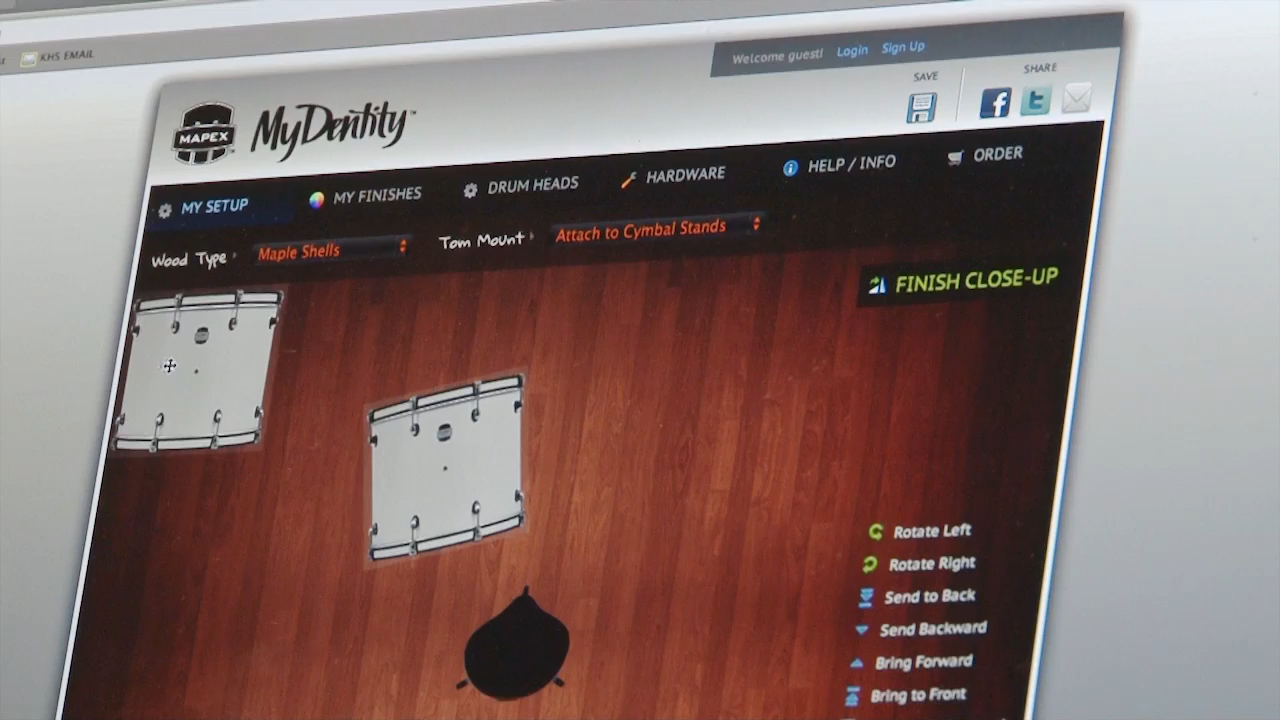 KHS EMAIL
Welcome guest! Login Sign Up
SAVE
SHARE
MAPEX
MyDentity™
MY SETUP
MY FINISHES
DRUM HEADS
HARDWARE
HELP / INFO
ORDER
Wood Type
Maple Shells
Tom Mount
Attach to Cymbal Stands
FINISH CLOSE-UP
Rotate Left
Rotate Right
Send to Back
Send Backward
Bring Forward
Bring to Front